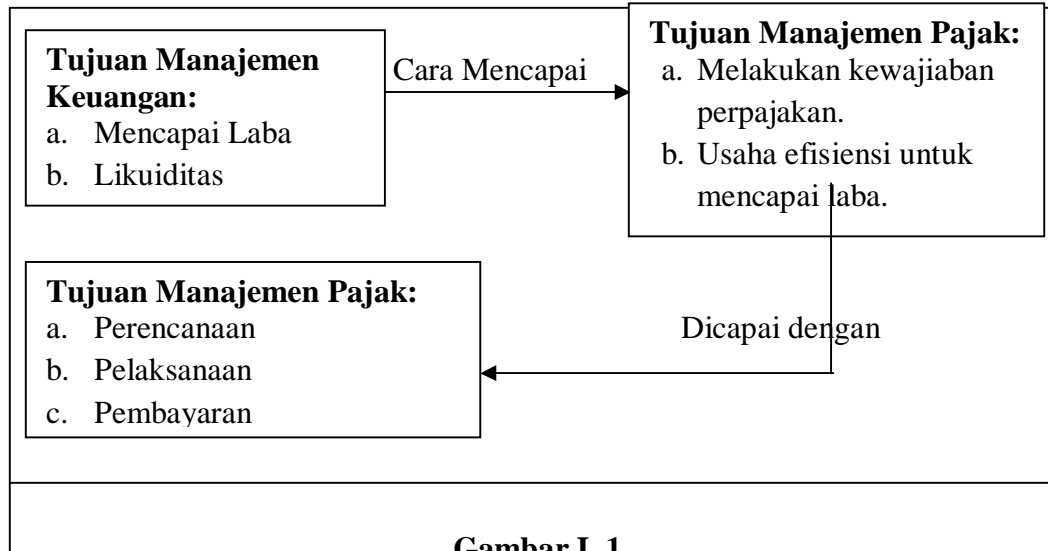 Tujuan Manajemen
Keuangan:
a. Mencapai Laba
b. Likuiditas
Cara Mencapai
Tujuan Manajemen Pajak:
a. Melakukan kewajiaban
perpajakan.
b. Usaha efisiensi untuk
mencapai laba.
Tujuan Manajemen Pajak:
a. Perencanaan
b. Pelaksanaan
c. Pembayaran
Dicapai dengan
Gambar I. 1